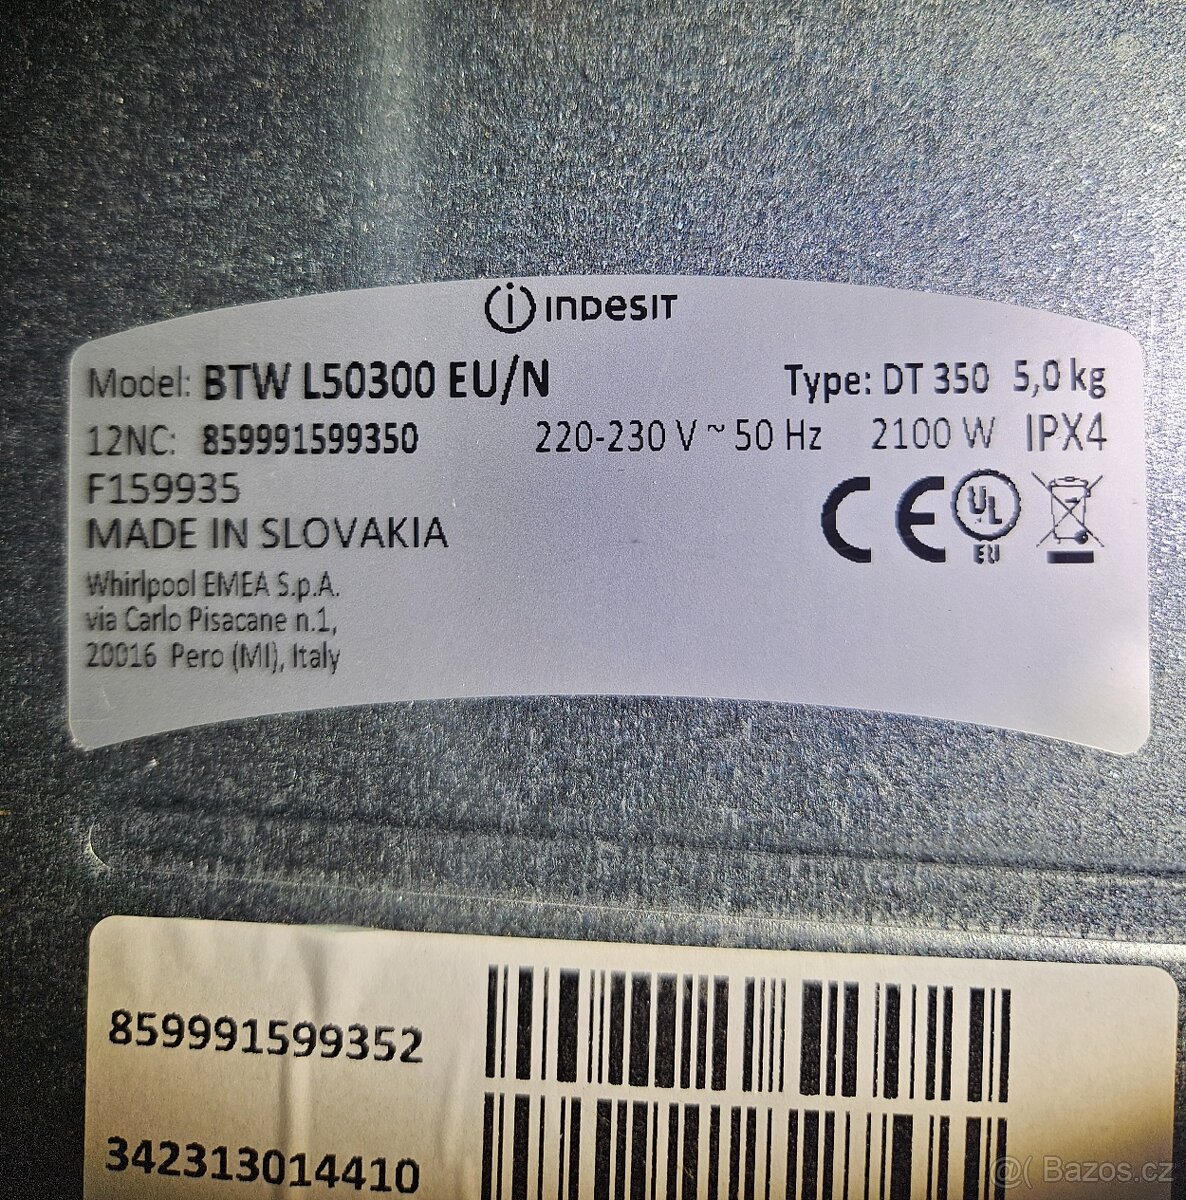 INDESIT
Model: BTW L50300 EU/N Type: DT 350 5,0 kg
12NC: 859991599350 220-230 V ~ 50 Hz 2100 W IPX4
F159935
MADE IN SLOVAKIA
CE UL
EU
Whirlpool EMEA S.p.A.
via Carlo Pisacane n.1,
20016 Pero (MI), Italy
859991599352
342313014410
Bazos.cz